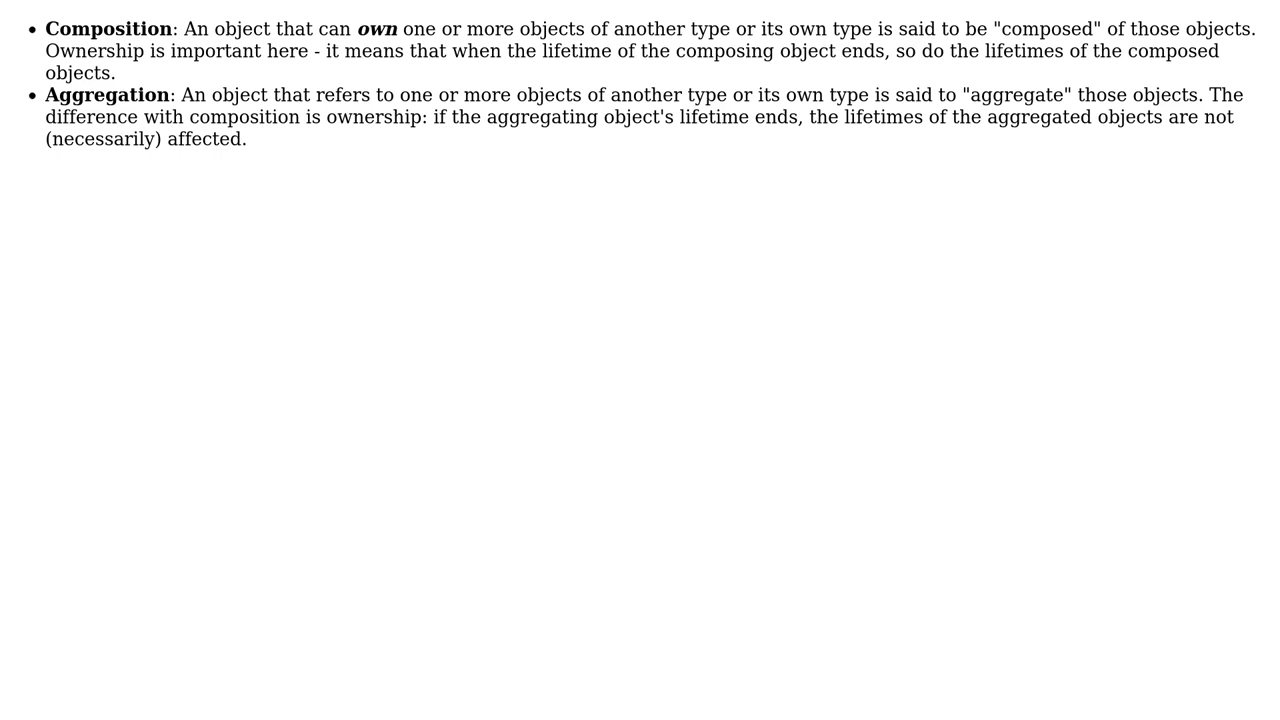 • Composition: An object that can own one or more objects of another type or its own type is said to be "composed" of those objects.
Ownership is important here - it means that when the lifetime of the composing object ends, so do the lifetimes of the composed
objects.
• Aggregation: An object that refers to one or more objects of another type or its own type is said to "aggregate" those objects. The
difference with composition is ownership: if the aggregating object's lifetime ends, the lifetimes of the aggregated objects are not
(necessarily) affected.